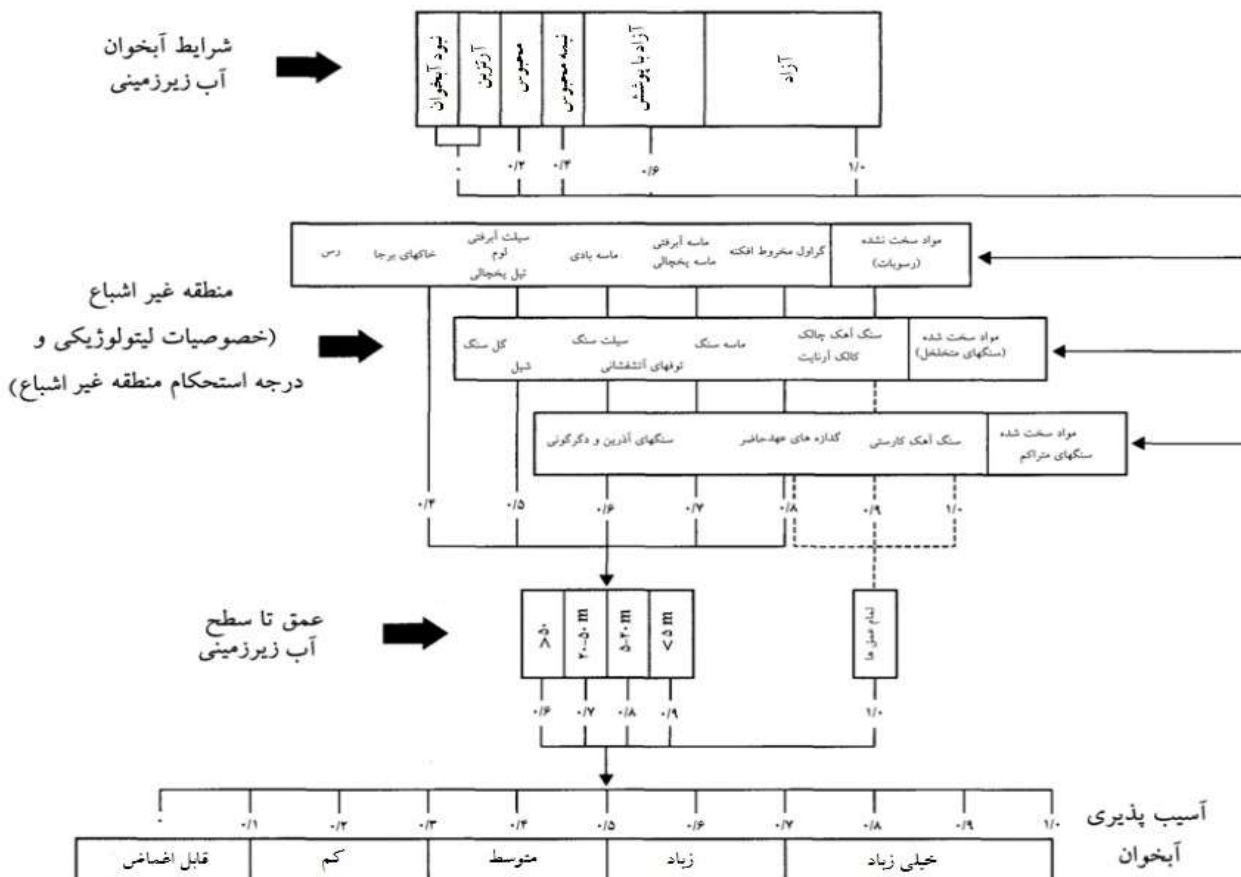 شرایط آبخوان
آب زیرزمینی
آزاد
آزاد با پوشش
نیمه محبوس
محبوس
آرتزین
نبود آبخوان
۱/۰ ۰/۶ ۰/۴ ۰/۲ ۰
منطقه غیر اشباع
(خصوصیات لیتولوژیکی و
درجه استحکام منطقه غیر اشباع)
مواد سخت نشده
(رسوبات)
گراول مخروط افکنه
ماسه آبرفتی
ماسه یخچالی
ماسه بادی
سیلت آبرفتی
لوم
تیل یخچالی
خاکهای برجا
رس
مواد سخت شده
(سنگهای متخلخل)
سنگ آهک چالک
کالک آرنایت
ماسه سنگ
سیلت سنگ
توفهای آتشفشانی
گل سنگ
شیل
مواد سخت شده
سنگهای متراکم
سنگ آهک کارستی
گدازه های عهدحاضر
سنگهای آذرین و دگرگونی
۰/۴ ۰/۵ ۰/۶ ۰/۷ ۰/۸ ۰/۹ ۱/۰
عمق تا سطح
آب زیرزمینی
>۵۰
۲۰-۵۰ m
۵-۲۰ m
<۵ m
تمام عمق ها
۰/۶ ۰/۷ ۰/۸ ۰/۹ ۱/۰
آسیب پذیری
آبخوان
۰ ۰/۱ ۰/۲ ۰/۳ ۰/۴ ۰/۵ ۰/۶ ۰/۷ ۰/۸ ۰/۹ ۱/۰
خیلی زیاد
زیاد
متوسط
کم
قابل اغماض